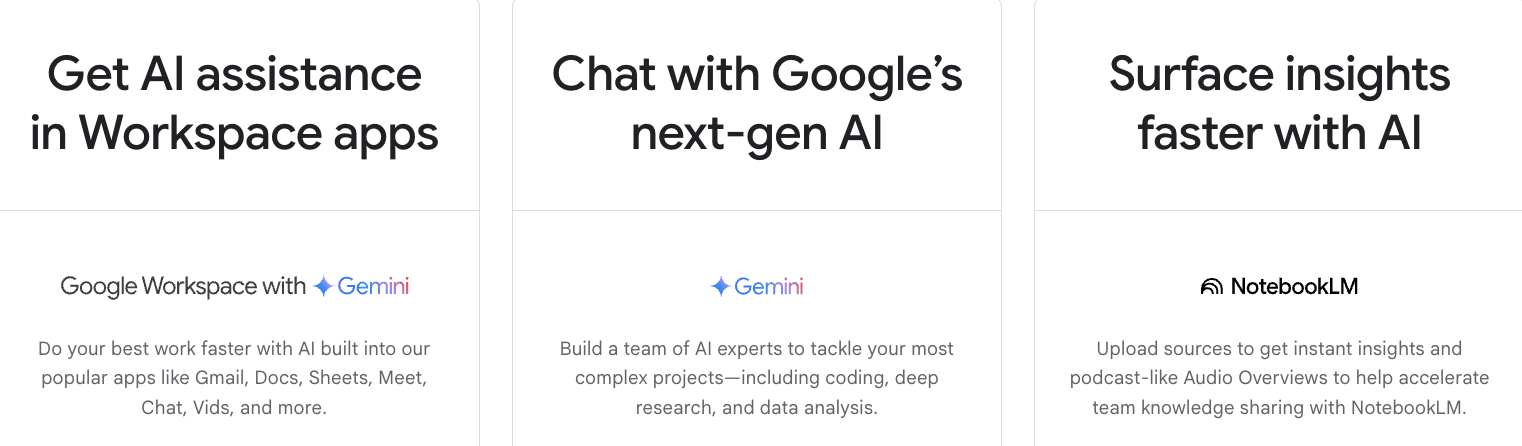 Get AI assistance
in Workspace apps
Google Workspace with Gemini
Do your best work faster with AI built into our
popular apps like Gmail, Docs, Sheets, Meet,
Chat, Vids, and more.
Chat with Google’s
next-gen AI
Gemini
Build a team of AI experts to tackle your most
complex projects—including coding, deep
research, and data analysis.
Surface insights
faster with AI
NotebookLM
Upload sources to get instant insights and
podcast-like Audio Overviews to help accelerate
team knowledge sharing with NotebookLM.